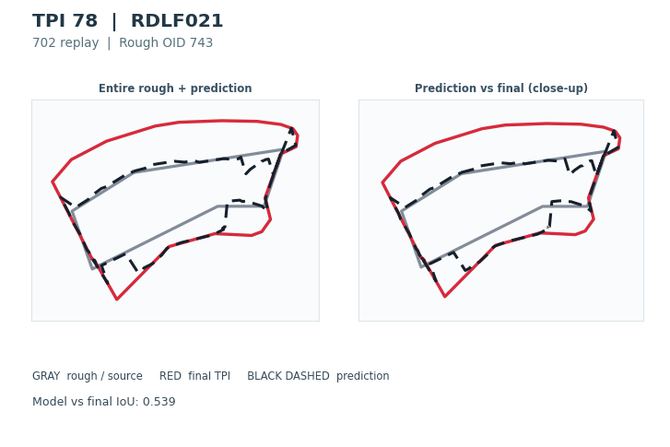 TPI 78 | RDLF021
702 replay | Rough OID 743
Entire rough + prediction
Prediction vs final (close-up)
GRAY rough / source RED final TPI BLACK DASHED prediction
Model vs final IoU: 0.539